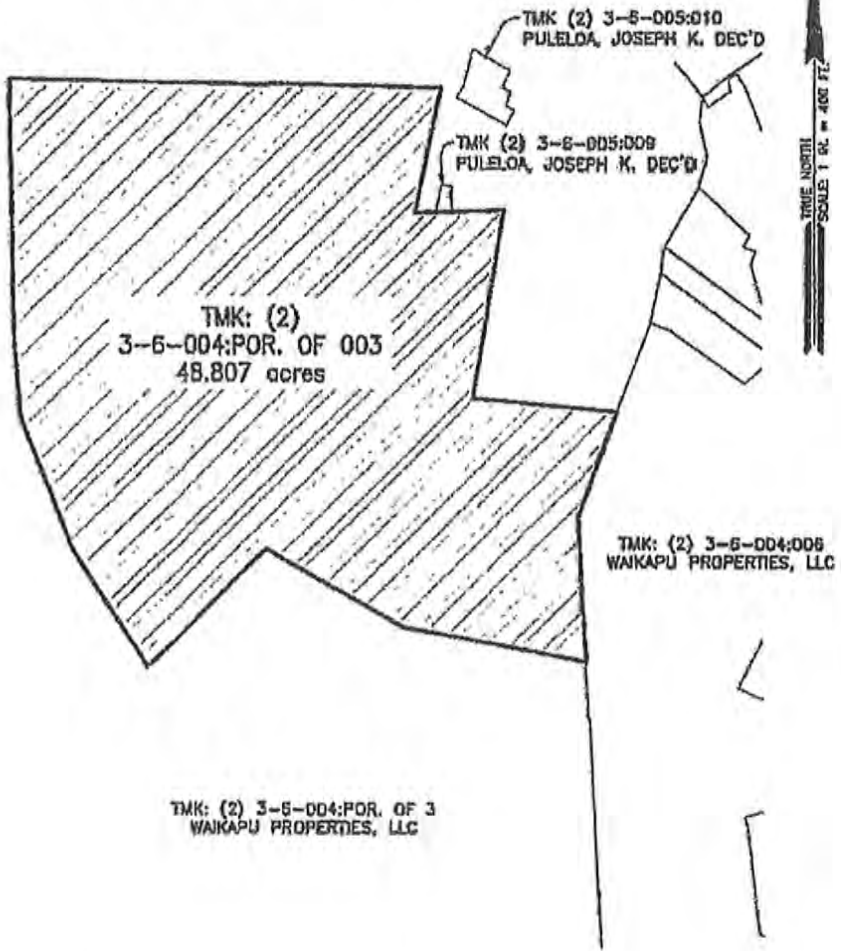 TMK (2) 3-6-005:010
PULELOA, JOSEPH K. DEC'D
TMK (2) 3-6-005:009
PULELOA, JOSEPH K. DEC'D
TRUE NORTH
SCALE: 1 IN. = 400 FT.
TMK: (2)
3-6-004:POR. OF 003
48.807 acres
TMK: (2) 3-6-004:006
WAIKAPU PROPERTIES, LLC
TMK: (2) 3-6-004:POR. OF 3
WAIKAPU PROPERTIES, LLC